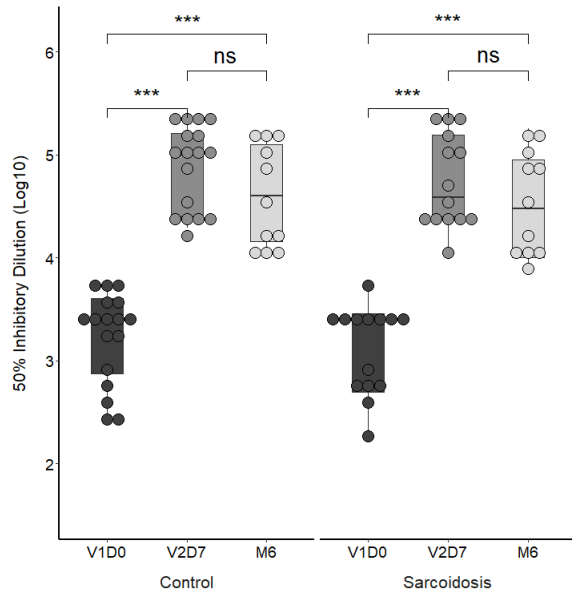 *** ***
ns ns
*** ***
6
5
4
3
2
50% Inhibitory Dilution (Log10)
V1D0 V2D7 M6 V1D0 V2D7 M6
Control Sarcoidosis